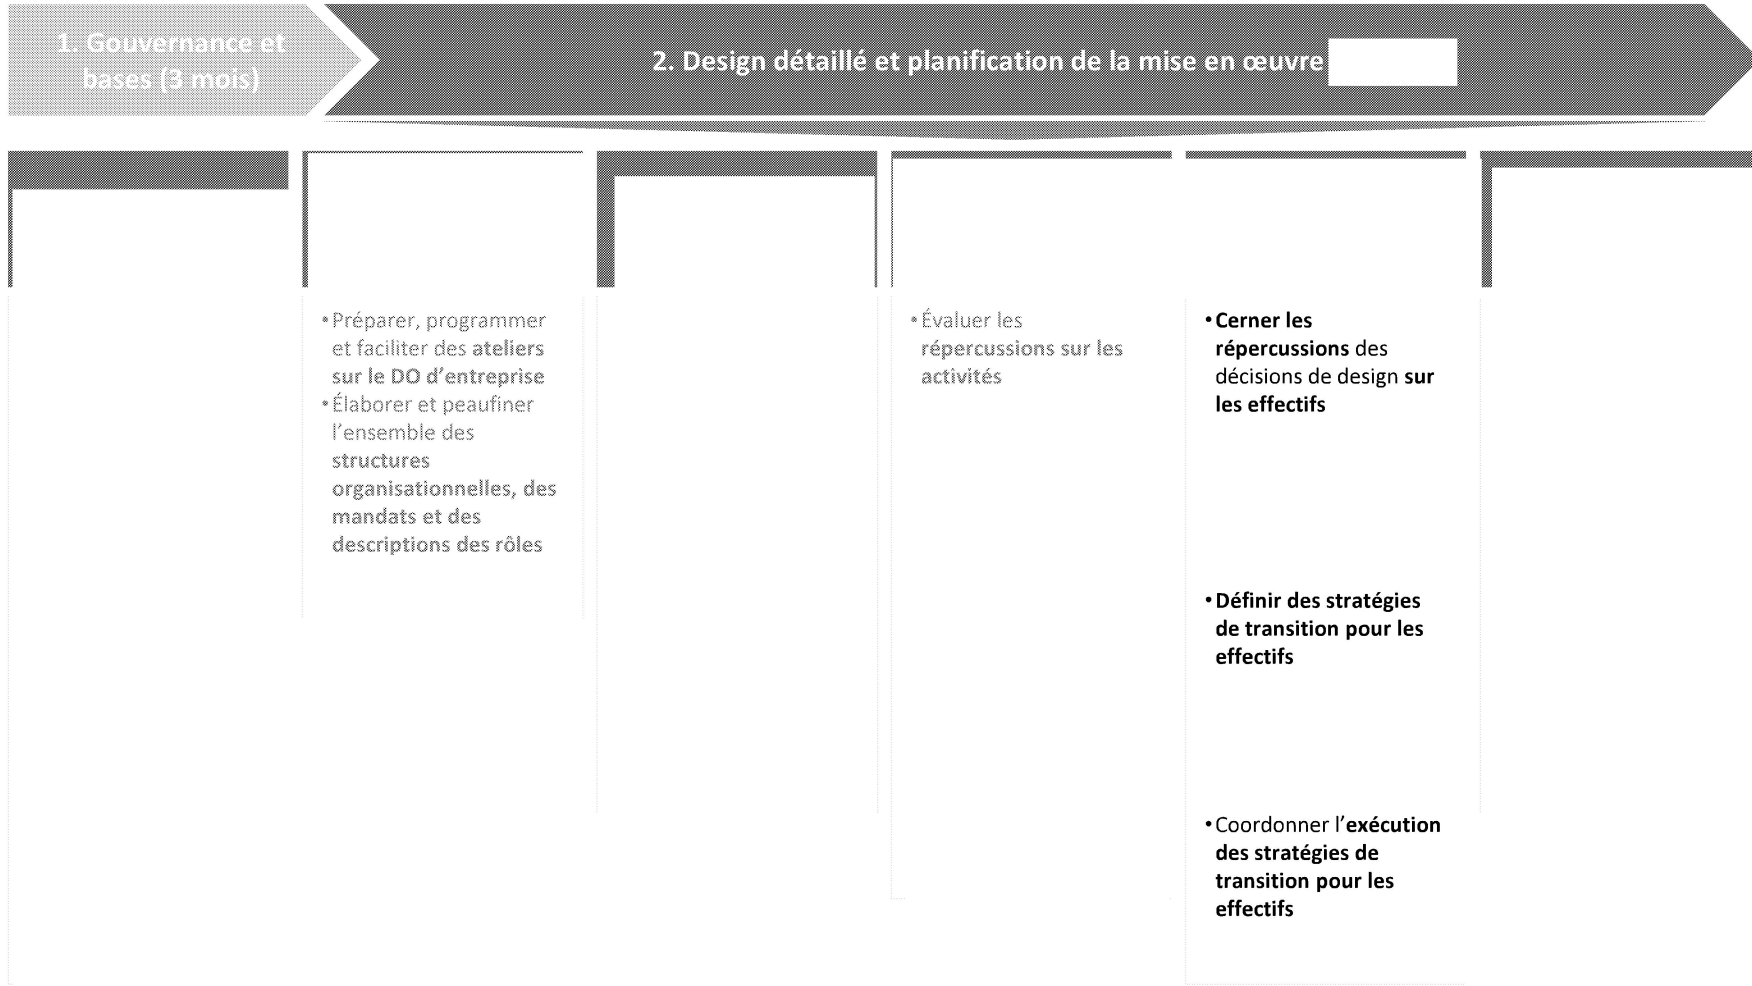 1. Gouvernance et
bases (3 mois)
2. Design détaillé et planification de la mise en œuvre
•Préparer, programmer
et faciliter des ateliers
sur le DO d’entreprise
•Élaborer et peaufiner
l’ensemble des
structures
organisationnelles, des
mandats et des
descriptions des rôles
•Évaluer les
répercussions sur les
activités
•Cerner les
répercussions des
décisions de design sur
les effectifs
•Définir des stratégies
de transition pour les
effectifs
•Coordonner l’exécution
des stratégies de
transition pour les
effectifs